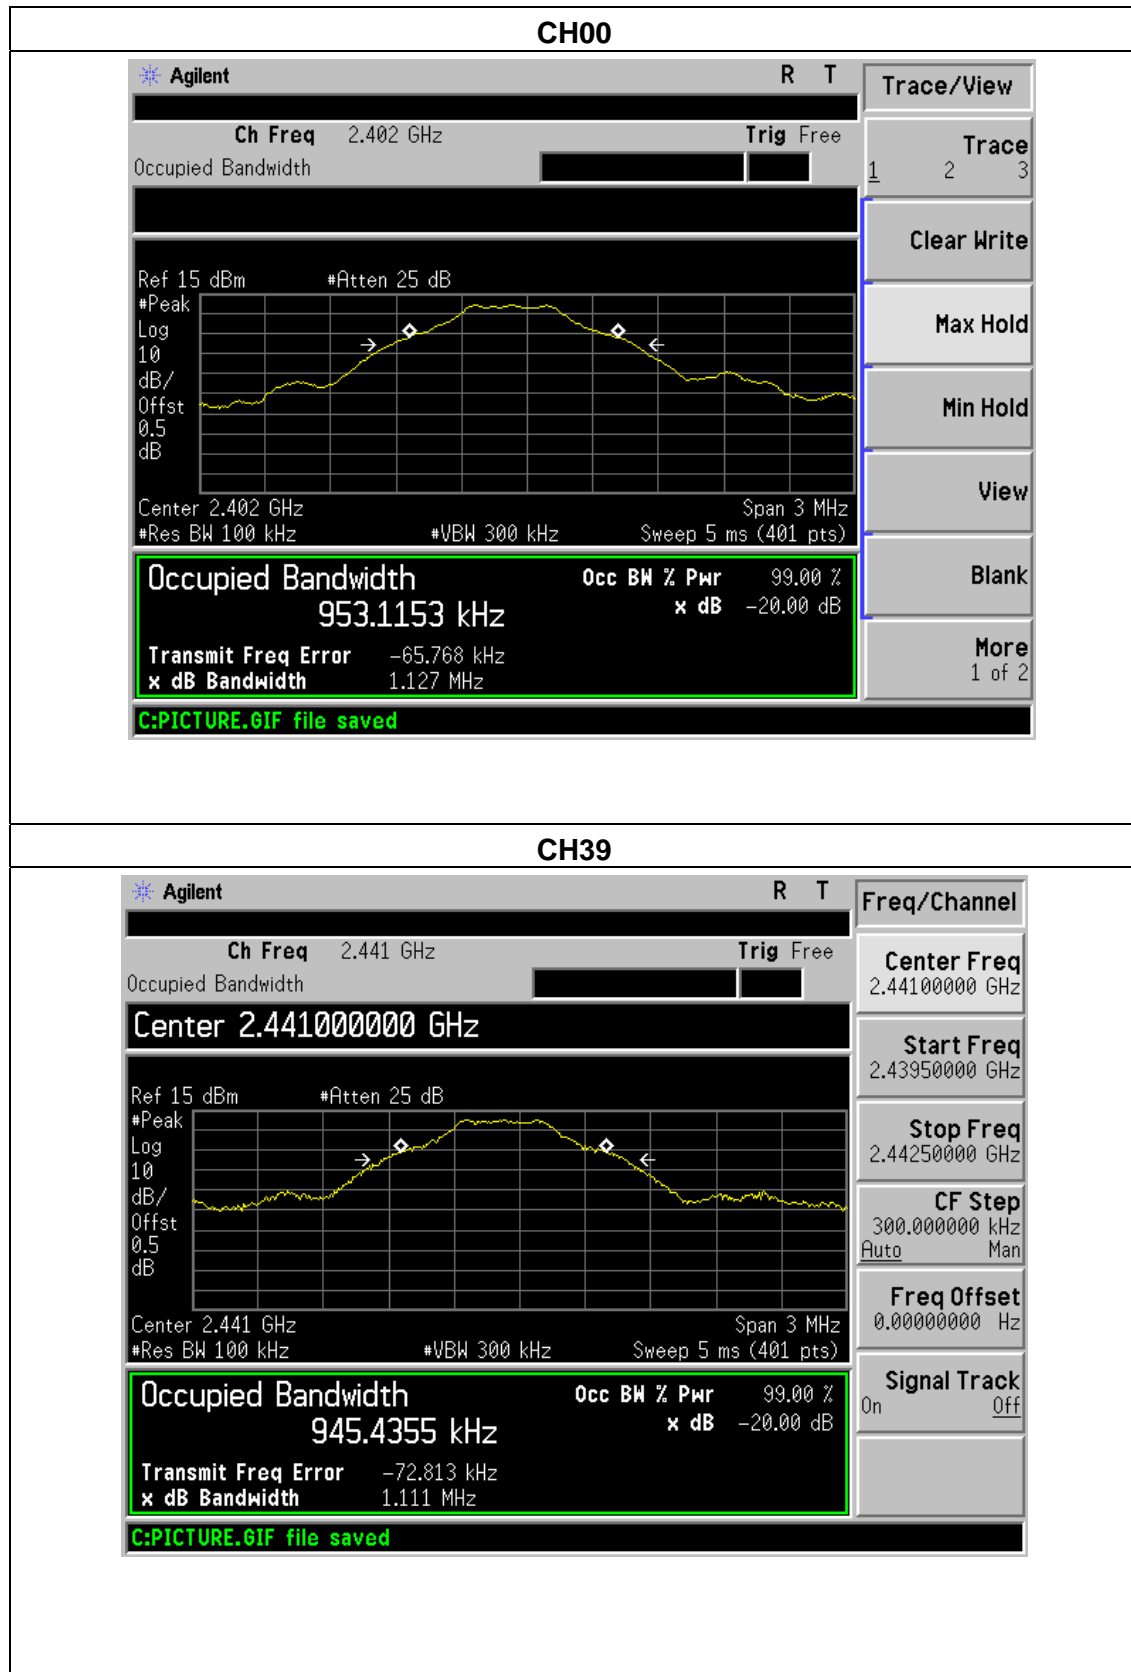 CH00
Agilent R T
Trace/View
Ch Freq 2.402 GHz Trig Free
Occupied Bandwidth
Trace
1 2 3
Clear Write
Max Hold
Min Hold
View
Blank
More
1 of 2
Ref 15 dBm #Atten 25 dB
#Peak
Log
10
dB/
Offst
0.5
dB
Center 2.402 GHz Span 3 MHz
#Res BW 100 kHz #VBW 300 kHz Sweep 5 ms (401 pts)
Occupied Bandwidth Occ BW % Pwr 99.00 %
953.1153 kHz x dB -20.00 dB
Transmit Freq Error -65.768 kHz
x dB Bandwidth 1.127 MHz
C:PICTURE.GIF file saved
CH39
Agilent R T
Freq/Channel
Ch Freq 2.441 GHz Trig Free
Occupied Bandwidth
Center 2.441000000 GHz
Center Freq
2.44100000 GHz
Start Freq
2.43950000 GHz
Stop Freq
2.44250000 GHz
CF Step
300.000000 kHz
Auto Man
Freq Offset
0.00000000 Hz
Signal Track
On Off
Ref 15 dBm #Atten 25 dB
#Peak
Log
10
dB/
Offst
0.5
dB
Center 2.441 GHz Span 3 MHz
#Res BW 100 kHz #VBW 300 kHz Sweep 5 ms (401 pts)
Occupied Bandwidth Occ BW % Pwr 99.00 %
945.4355 kHz x dB -20.00 dB
Transmit Freq Error -72.813 kHz
x dB Bandwidth 1.111 MHz
C:PICTURE.GIF file saved